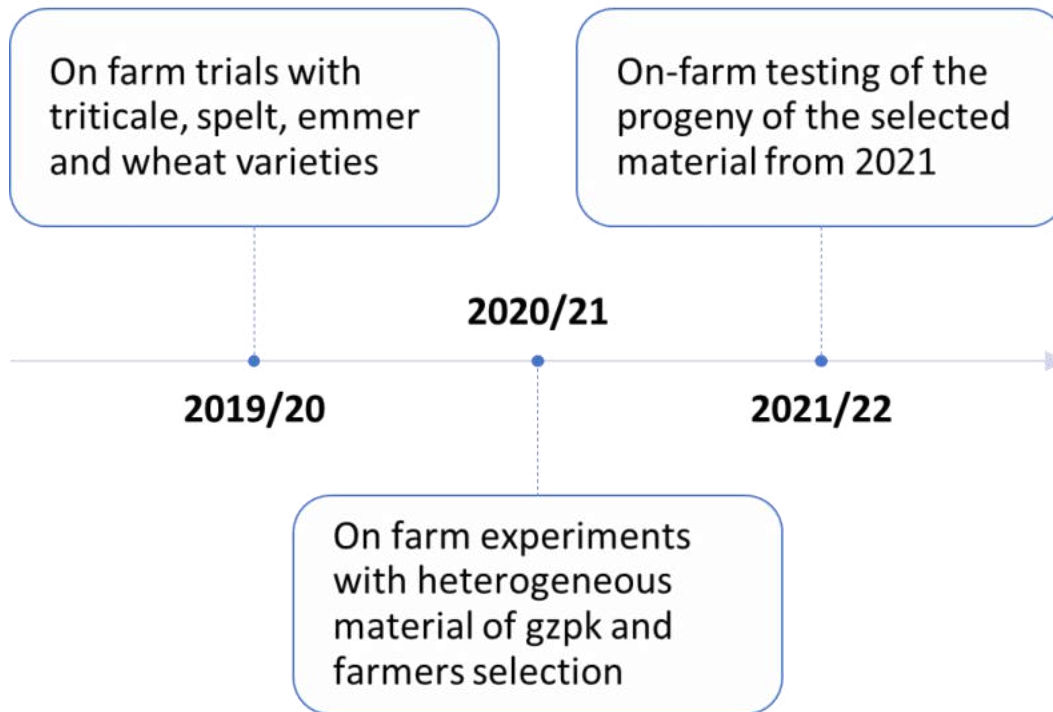 On farm trials with
triticale, spelt, emmer
and wheat varieties
On-farm testing of the
progeny of the selected
material from 2021
2020/21
2019/20
2021/22
On farm experiments
with heterogeneous
material of gzpk and
farmers selection